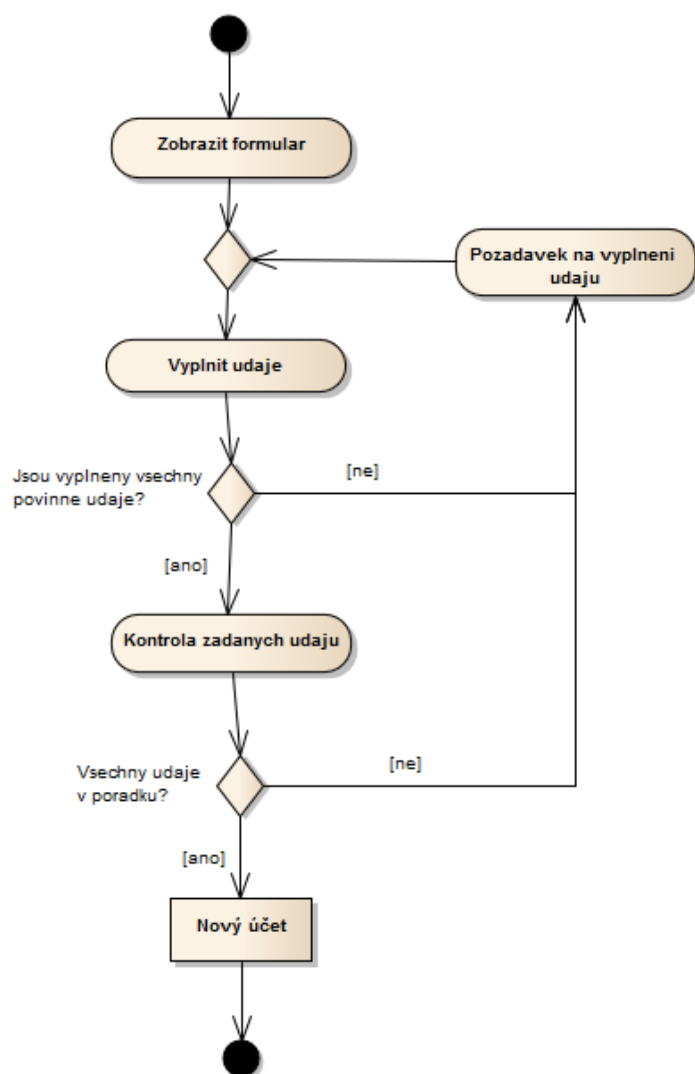 Zobrazit formular
Pozadavek na vyplneni
udaju
Vyplnit udaje
Jsou vyplneny vsechny
povinne udaje?
[ne]
[ano]
Kontrola zadanych udaju
Vsechny udaje
v poradku?
[ne]
[ano]
Nový účet